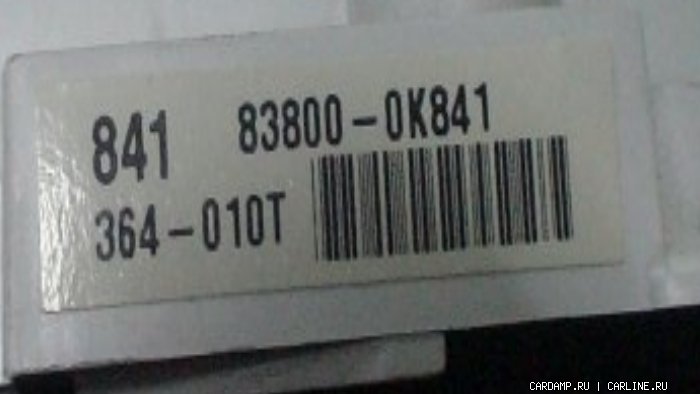 841 83800-0K841
364-010T
CARDAMP.RU | CARLINE.RU